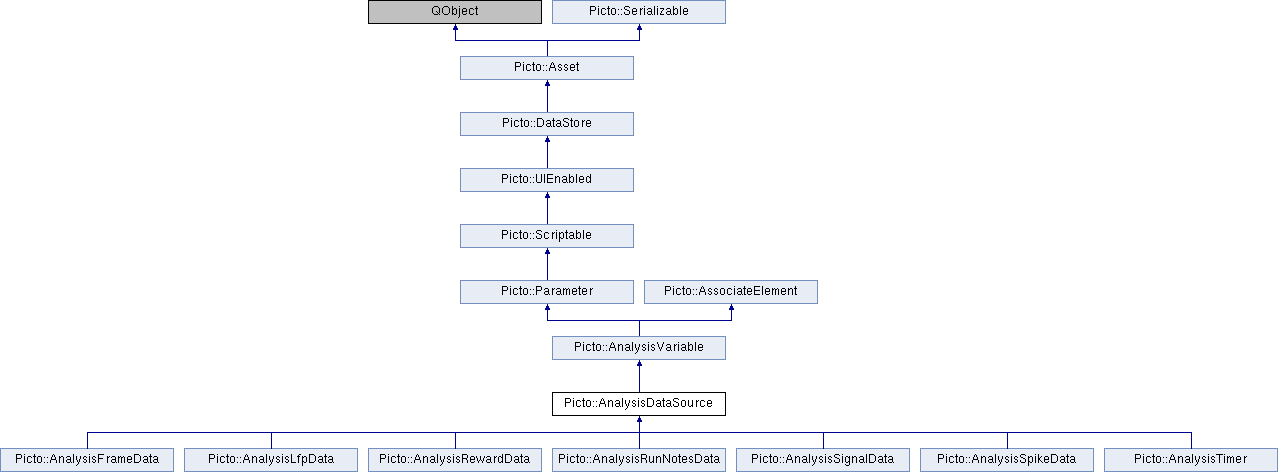 QObject
Picto::Serializable
Picto::Asset
Picto::DataStore
Picto::UIEnabled
Picto::Scriptable
Picto::Parameter
Picto::AssociateElement
Picto::AnalysisVariable
Picto::AnalysisDataSource
Picto::AnalysisFrameData
Picto::AnalysisLfpData
Picto::AnalysisRewardData
Picto::AnalysisRunNotesData
Picto::AnalysisSignalData
Picto::AnalysisSpikeData
Picto::AnalysisTimer